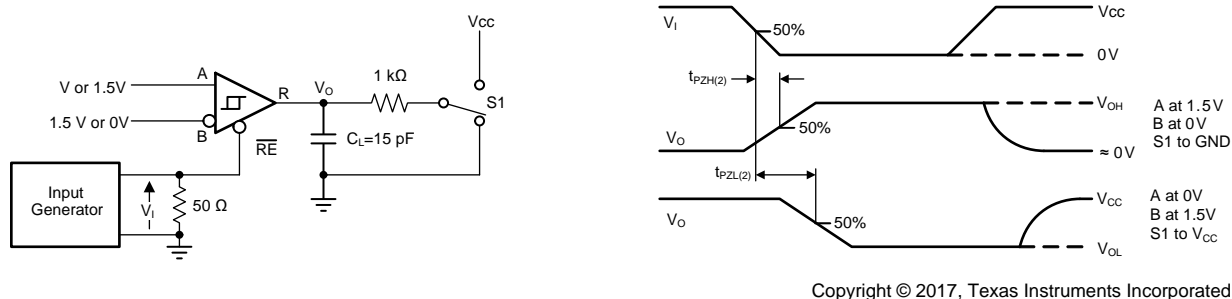 Vcc
A
V or 1.5V
R
VO
1 kΩ
S1
1.5 V or 0V
B
RE
CL=15 pF
Input
Generator
VI
50 Ω
VI
50%
Vcc
0V
tPZH(2)
VO
50%
VOH
≈ 0V
A at 1.5V
B at 0V
S1 to GND
tPZL(2)
VO
50%
VCC
VOL
A at 0V
B at 1.5V
S1 to VCC
Copyright © 2017, Texas Instruments Incorporated